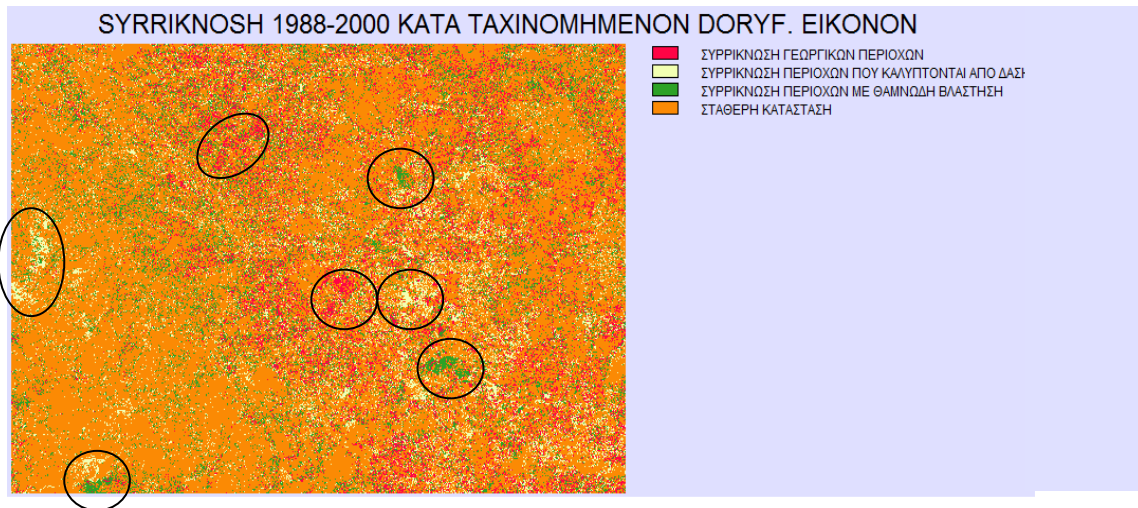 SYRRIKNOSH 1988-2000 KATA TAXINOMHMENON DORYF. EIKONON
ΣΥΡΡΙΚΝΩΣΗ ΓΕΩΡΓΙΚΩΝ ΠΕΡΙΟΧΩΝ
ΣΥΡΡΙΚΝΩΣΗ ΠΕΡΙΟΧΩΝ ΠΟΥ ΚΑΛΥΠΤΟΝΤΑΙ ΑΠΟ
ΣΥΡΡΙΚΝΩΣΗ ΠΕΡΙΟΧΩΝ ΜΕ ΘΑΜΝΩΔΗ ΒΛΑΣΤΗΣΗ
ΣΤΑΘΕΡΗ ΚΑΤΑΣΤΑΣΗ